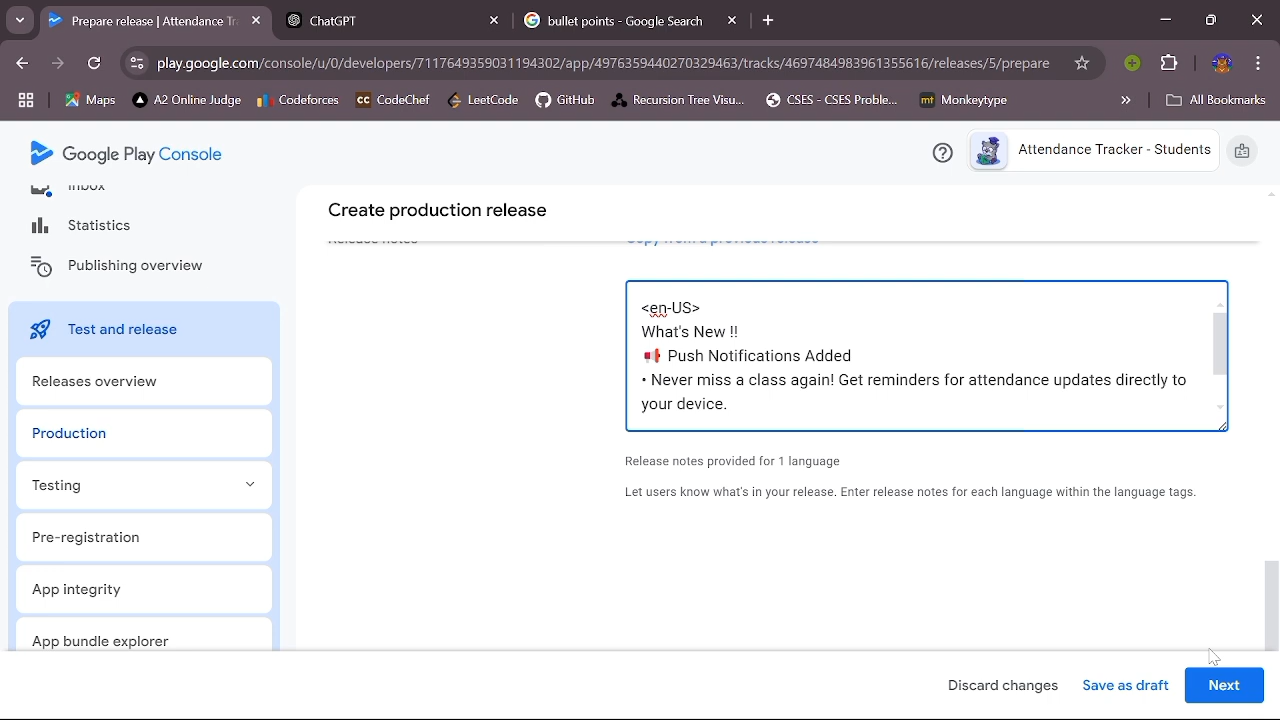 Prepare release | Attendance Tr
ChatGPT
bullet points - Google Search
play.google.com/console/u/0/developers/7117649359031194302/app/4976359440270329463/tracks/4697484983961355616/releases/5/prepare
Maps
A2 Online Judge
Codeforces
CodeChef
LeetCode
GitHub
Recursion Tree Visu...
CSES - CSES Proble...
mt Monkeytype
All Bookmarks
Google Play Console
Attendance Tracker - Students
Inbox
Statistics
Publishing overview
Test and release
Releases overview
Production
Testing
Pre-registration
App integrity
App bundle explorer
Create production release
Release notes
Copy from a previous release
<en-US>
What's New !!
📢 Push Notifications Added
• Never miss a class again! Get reminders for attendance updates directly to
your device.
Release notes provided for 1 language
Let users know what's in your release. Enter release notes for each language within the language tags.
Discard changes
Save as draft
Next